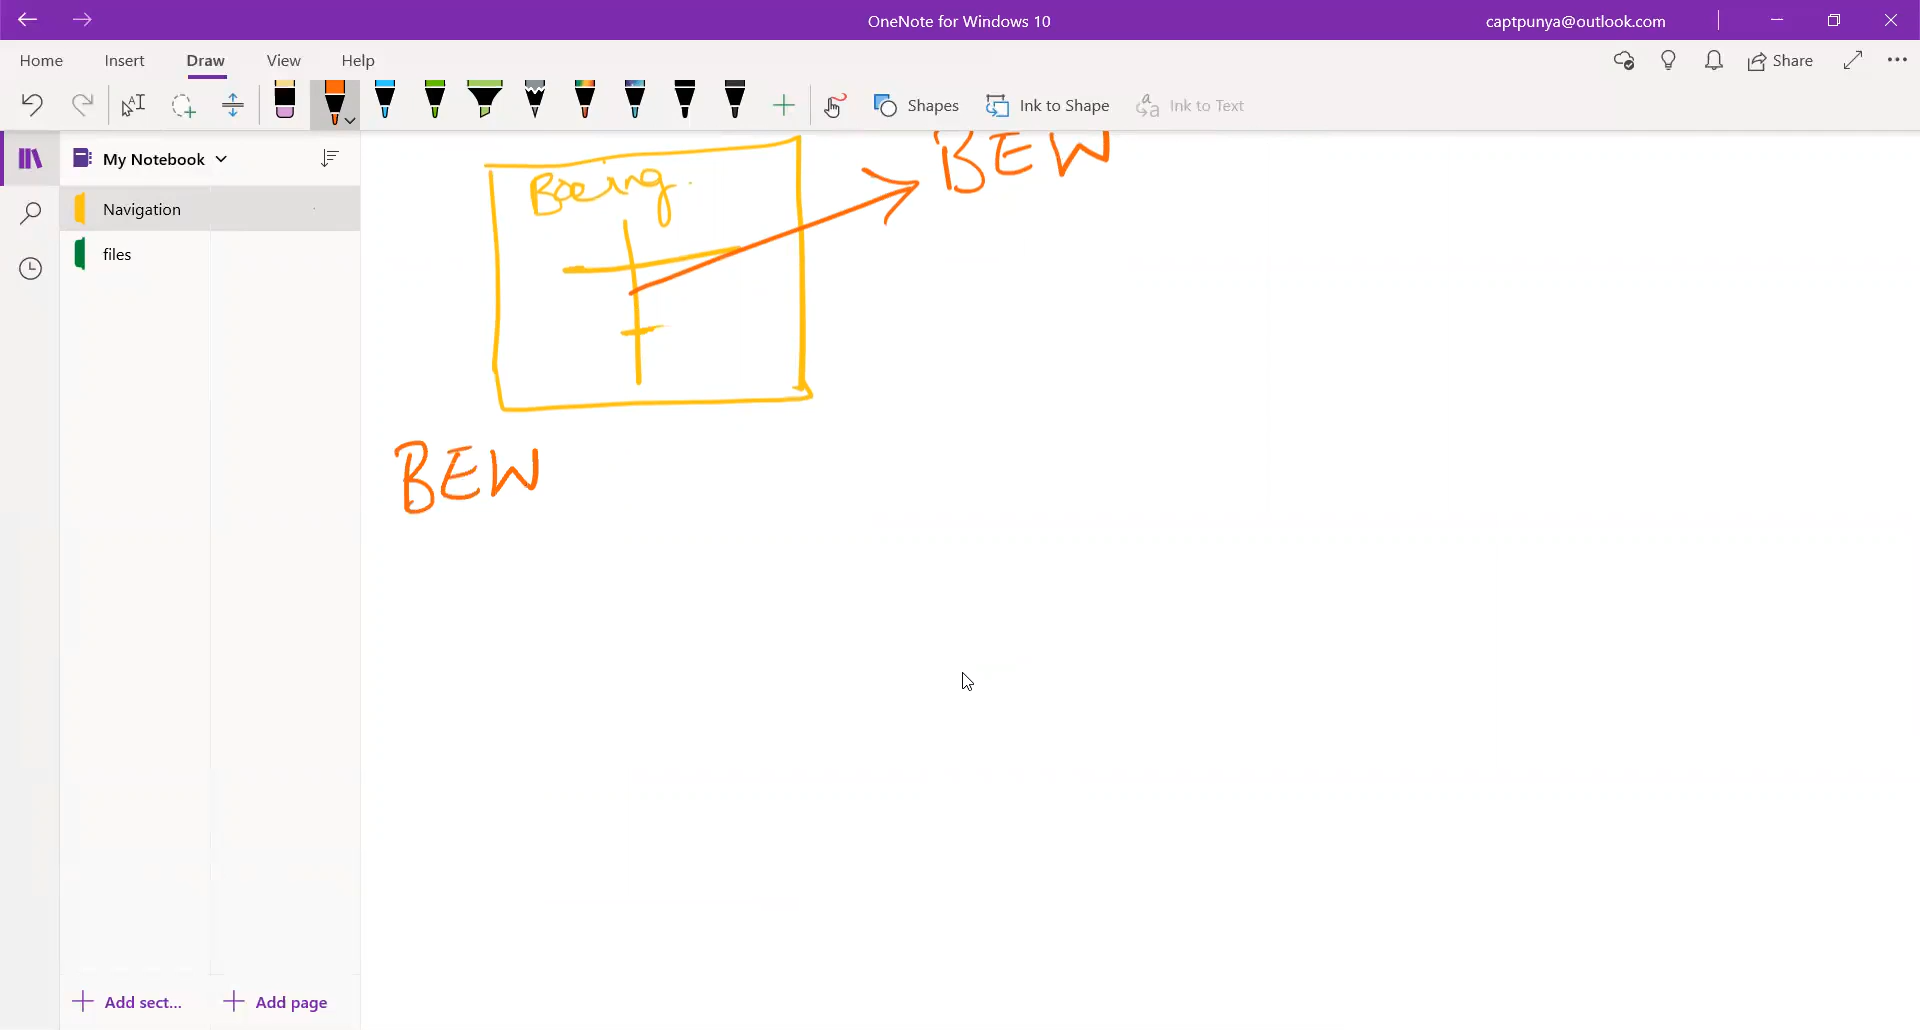 OneNote for Windows 10
captpunya@outlook.com
Home Insert Draw View Help
Share
Shapes Ink to Shape Ink to Text
My Notebook
Navigation
files
BEW
Boeing
BEW
Add sect... Add page